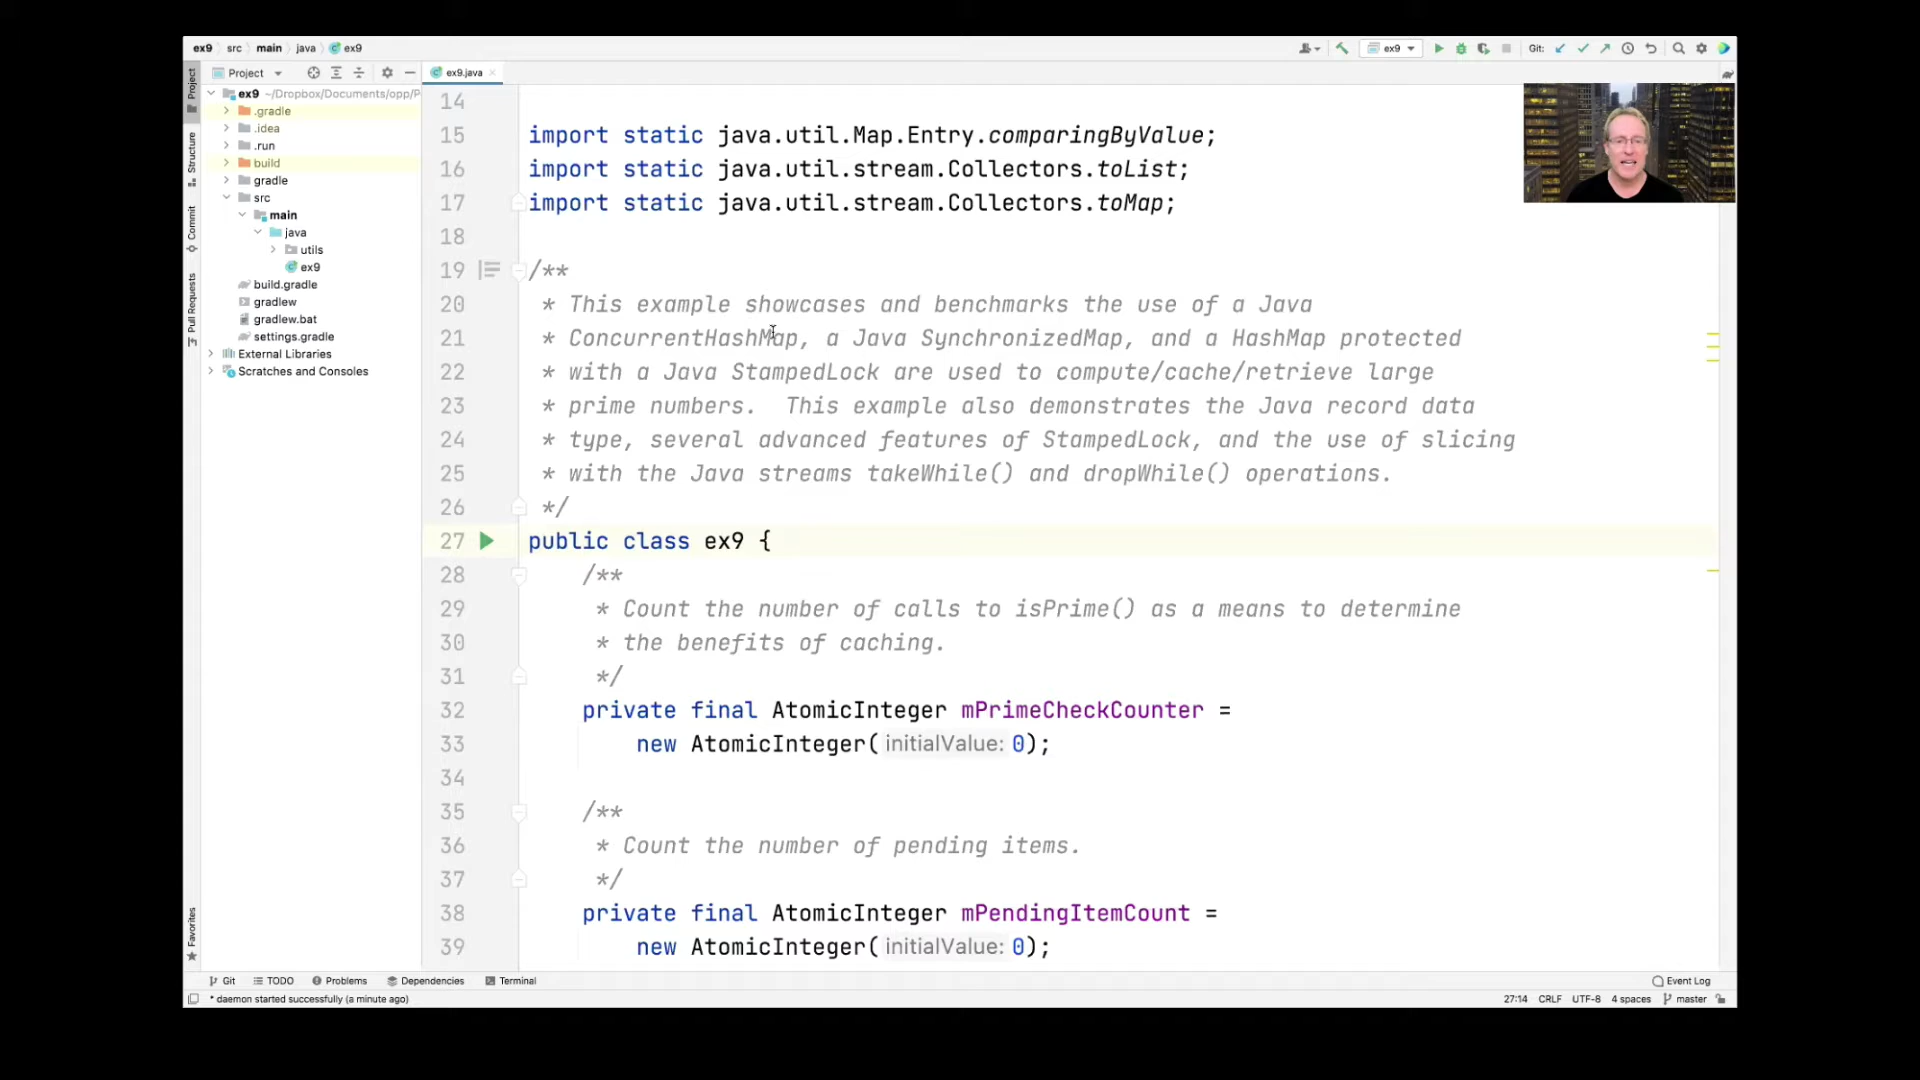 ex9 src main java ex9
ex9 Git:
Project
ex9.java
ex9 ~/Dropbox/Documents/opp/P
.gradle
.idea
.run
build
gradle
src
main
java
utils
ex9
build.gradle
gradlew
gradlew.bat
settings.gradle
External Libraries
Scratches and Consoles
Project
Structure
Commit
Pull Requests
Favorites
14
15 import static java.util.Map.Entry.comparingByValue;
16 import static java.util.stream.Collectors.toList;
17 import static java.util.stream.Collectors.toMap;
18
19 /**
20 * This example showcases and benchmarks the use of a Java
21 * ConcurrentHashMap, a Java SynchronizedMap, and a HashMap protected
22 * with a Java StampedLock are used to compute/cache/retrieve large
23 * prime numbers.  This example also demonstrates the Java record data
24 * type, several advanced features of StampedLock, and the use of slicing
25 * with the Java streams takeWhile() and dropWhile() operations.
26 */
27 public class ex9 {
28 /**
29 * Count the number of calls to isPrime() as a means to determine
30 * the benefits of caching.
31 */
32 private final AtomicInteger mPrimeCheckCounter =
33 new AtomicInteger( initialValue: 0);
34
35 /**
36 * Count the number of pending items.
37 */
38 private final AtomicInteger mPendingItemCount =
39 new AtomicInteger( initialValue: 0);
Git TODO Problems Dependencies Terminal Event Log
* daemon started successfully (a minute ago) 27:14 CRLF UTF-8 4 spaces master